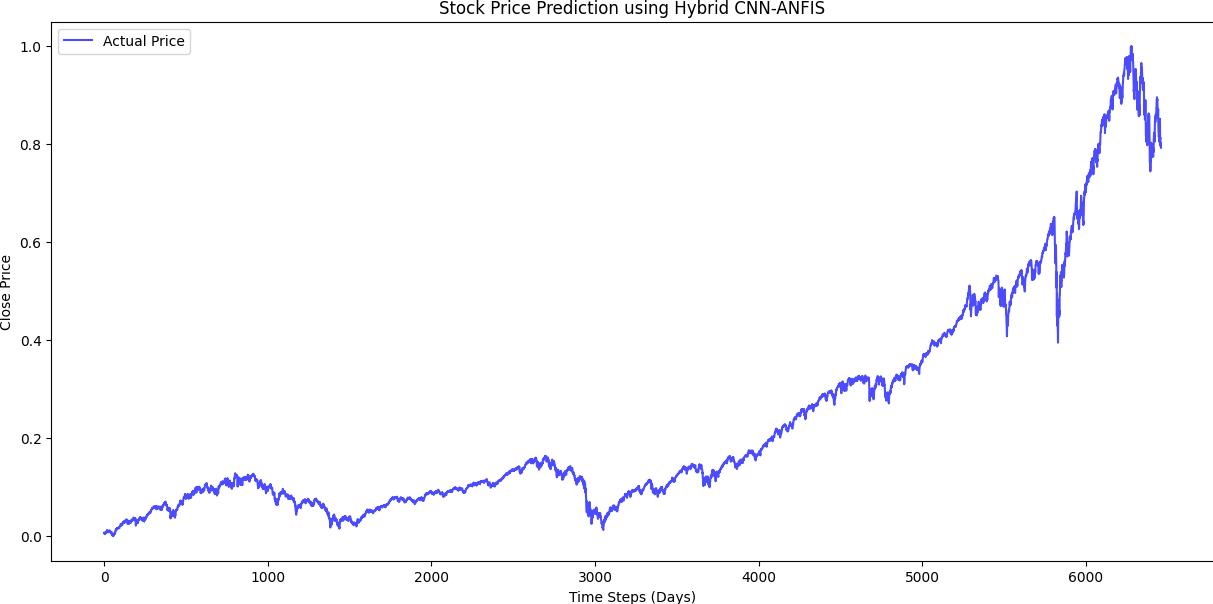 Stock Price Prediction using Hybrid CNN-ANFIS
Actual Price
1.0
0.8
0.6
0.4
0.2
0.0
Close Price
0 1000 2000 3000 4000 5000 6000
Time Steps (Days)